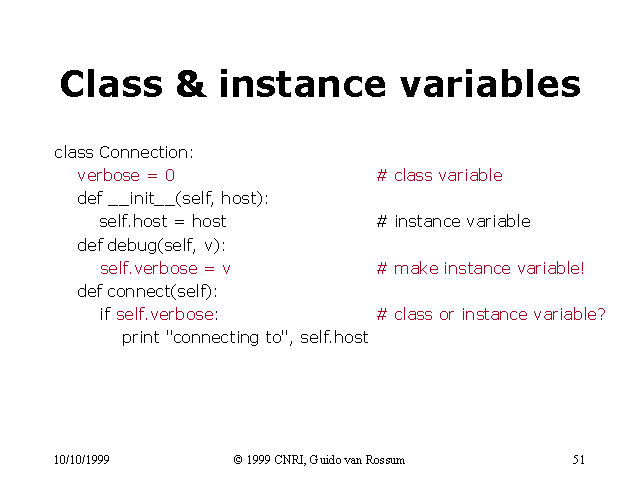 Class & instance variables
class Connection:
verbose = 0 # class variable
def __init__(self, host):
self.host = host # instance variable
def debug(self, v):
self.verbose = v # make instance variable!
def connect(self):
if self.verbose: # class or instance variable?
print "connecting to", self.host
10/10/1999 © 1999 CNRI, Guido van Rossum 51